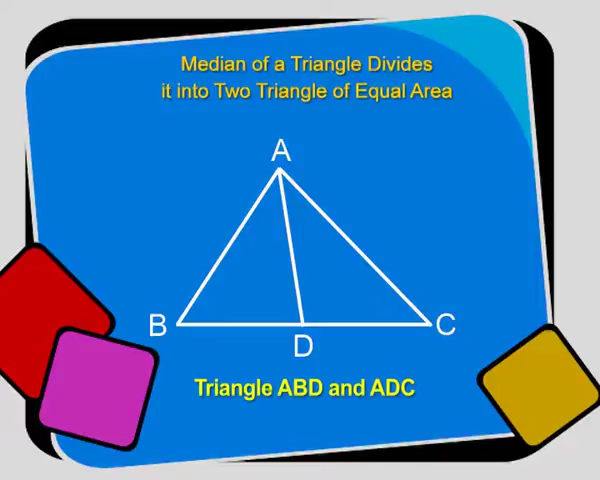 Median of a Triangle Divides
it into Two Triangle of Equal Area
A
B
C
D
Triangle ABD and ADC